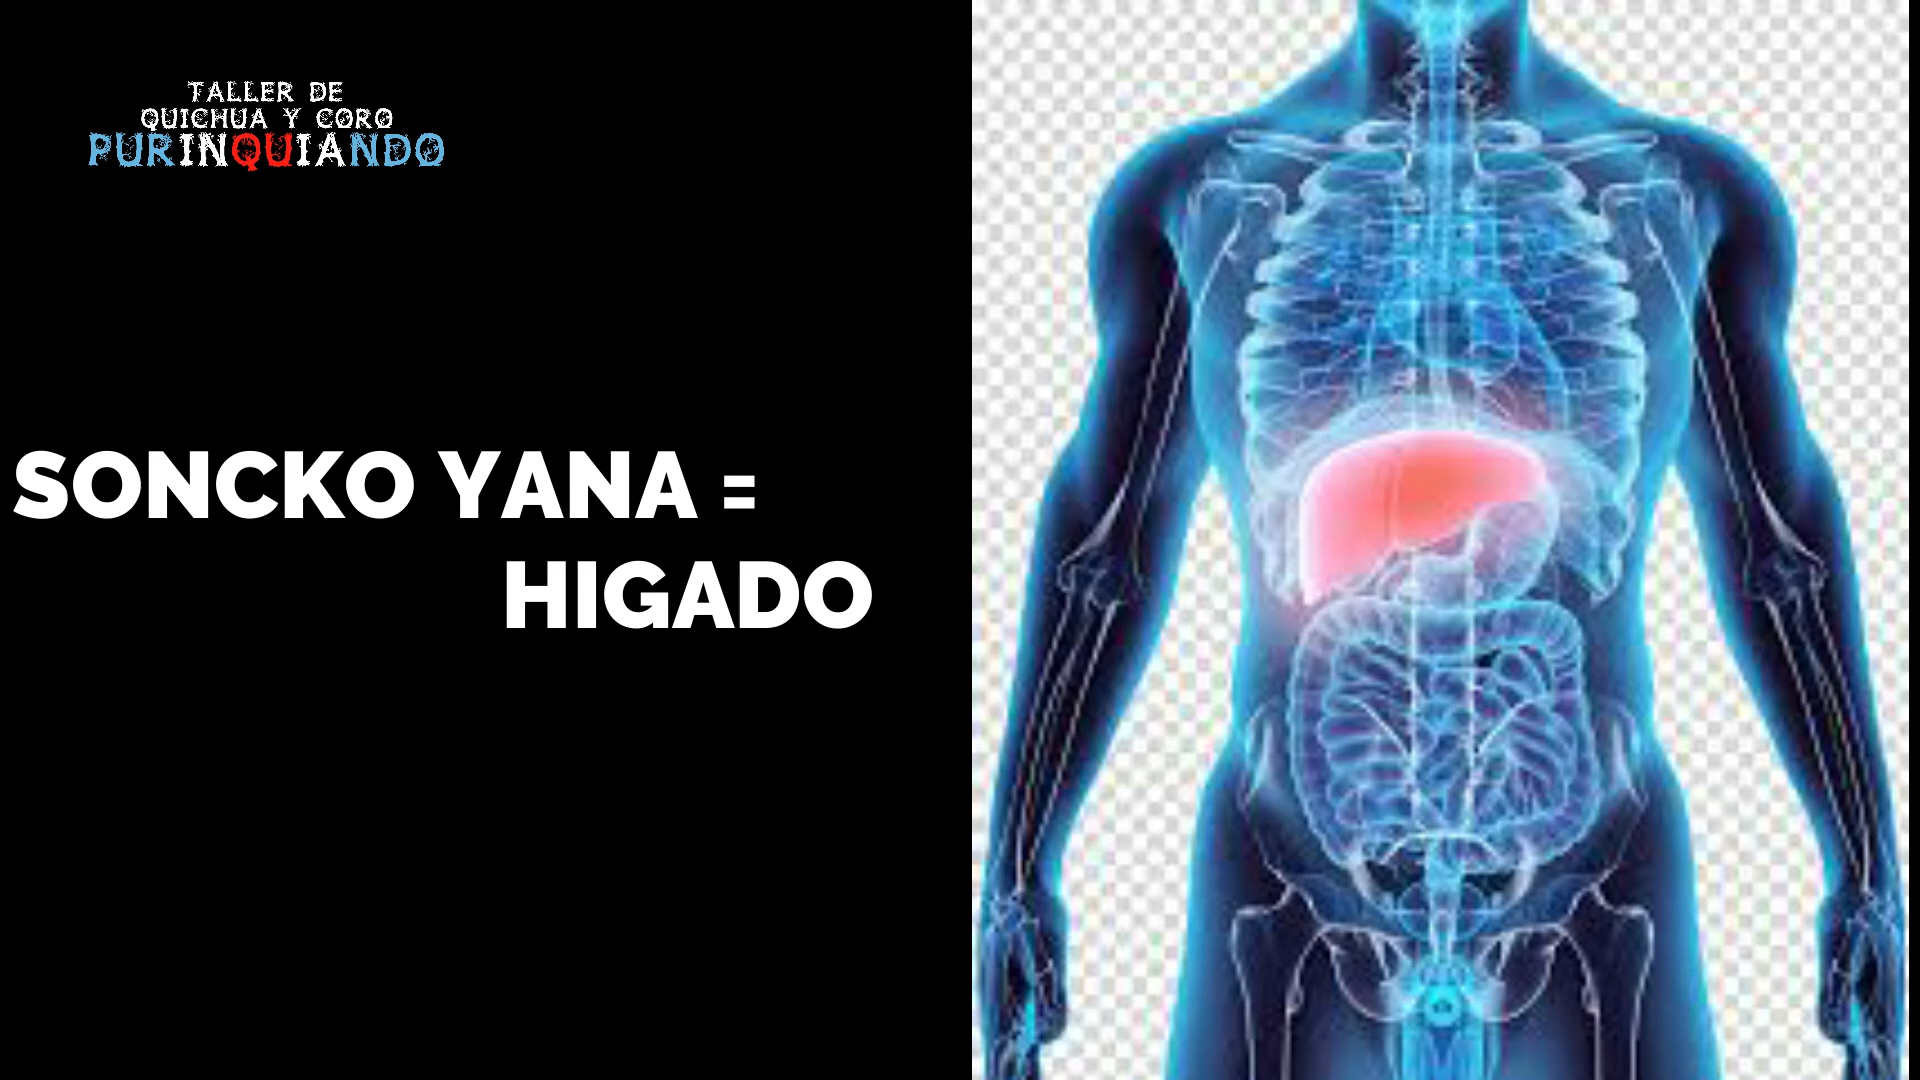 TALLER DE
QUICHUA Y CORO
PURINQUIANDO
SONCKO YANA =
HIGADO